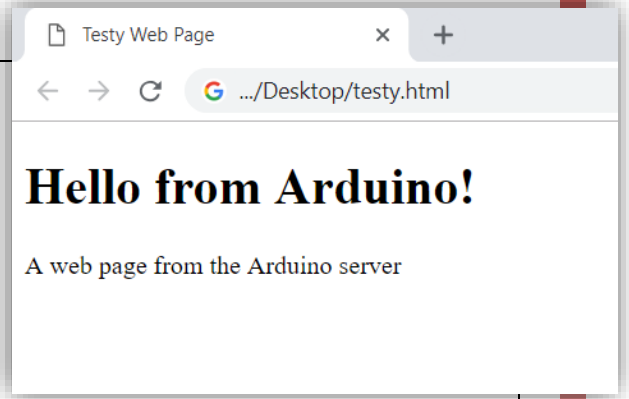 Testy Web Page
.../Desktop/testy.html
Hello from Arduino!
A web page from the Arduino server